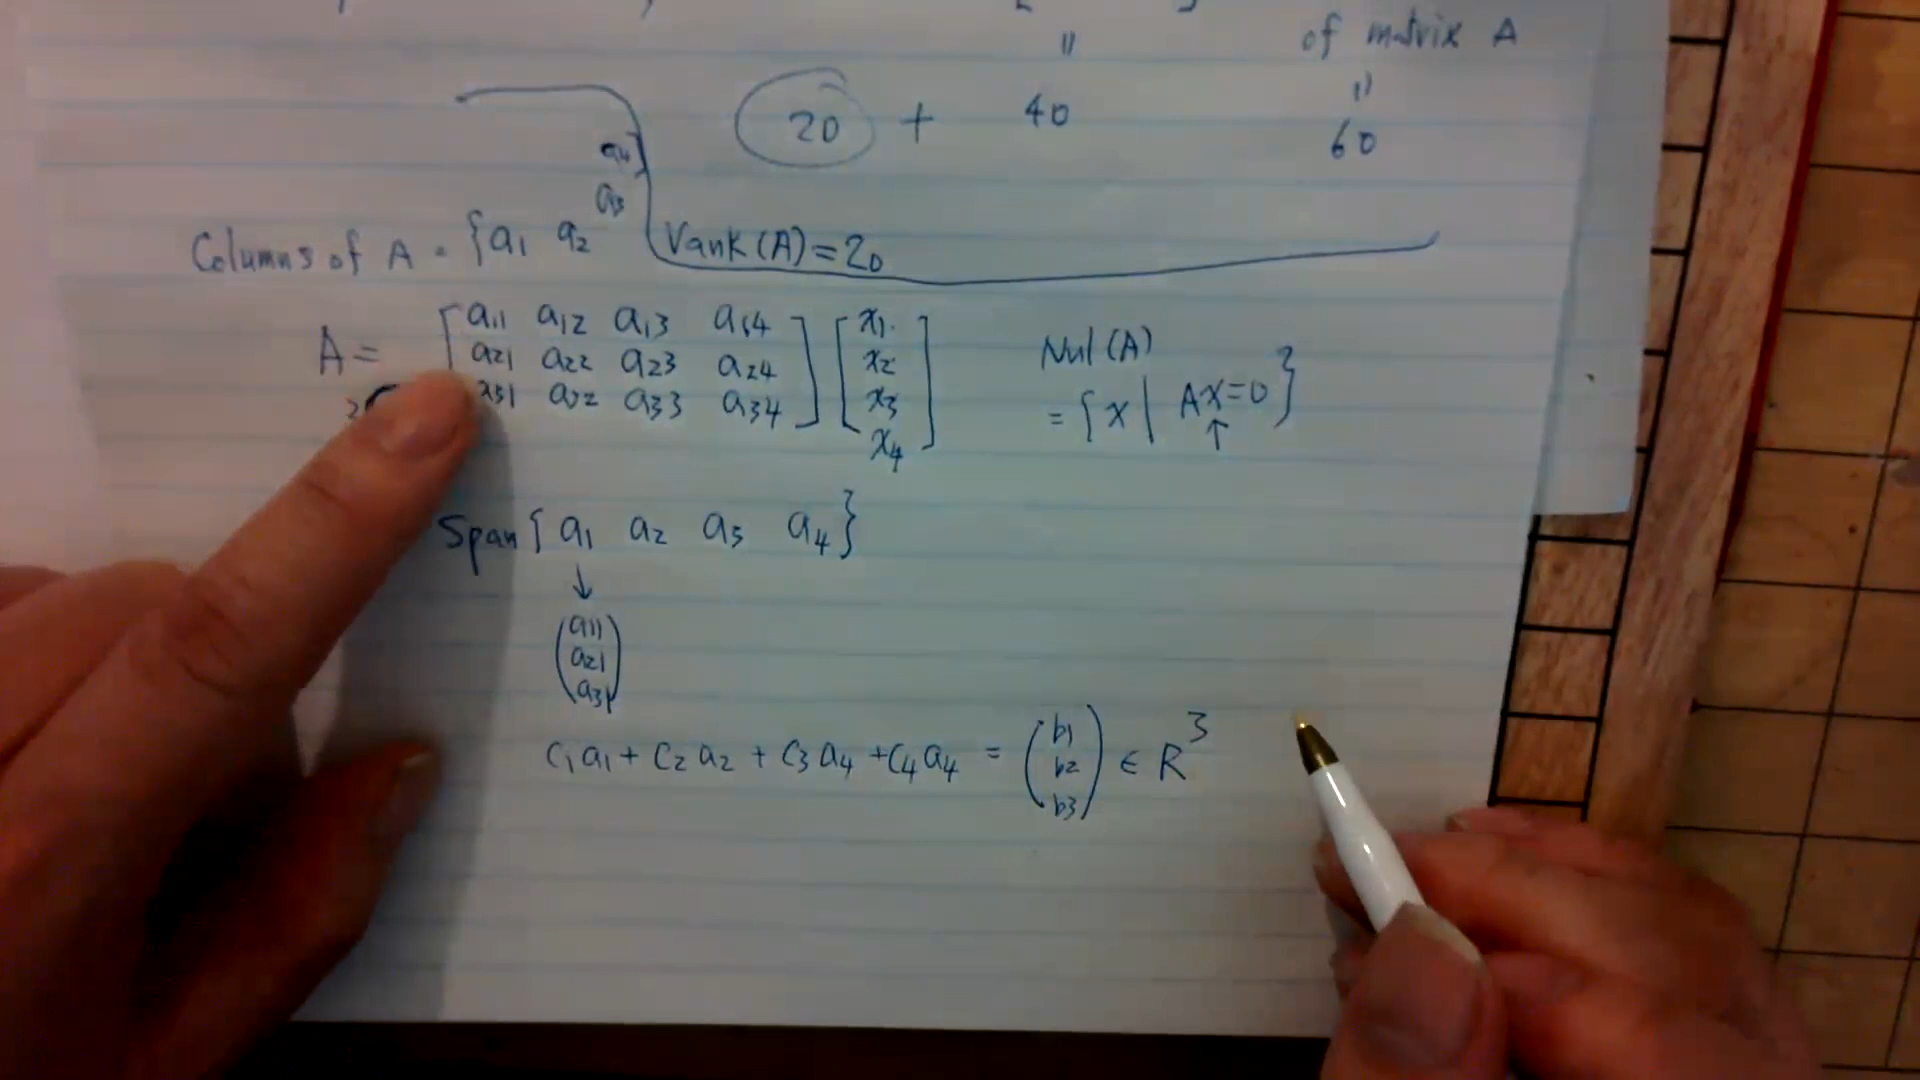 of matrix A
" "
20 + 40 60
a4
a3
Columns of A = {a1 a2 rank(A)=20
A = [a11 a12 a13 a14] [x1 Nul(A)
a21 a22 a23 a24 x2
a31 a32 a33 a34 x3 = {x | Ax=0}
x4] ↑
Span{a1 a2 a3 a4}
↓
(a11
a21
a31)
c1a1 + c2a2 + c3a4 + c4a4 = (b1 b2 b3) ∈ R^3